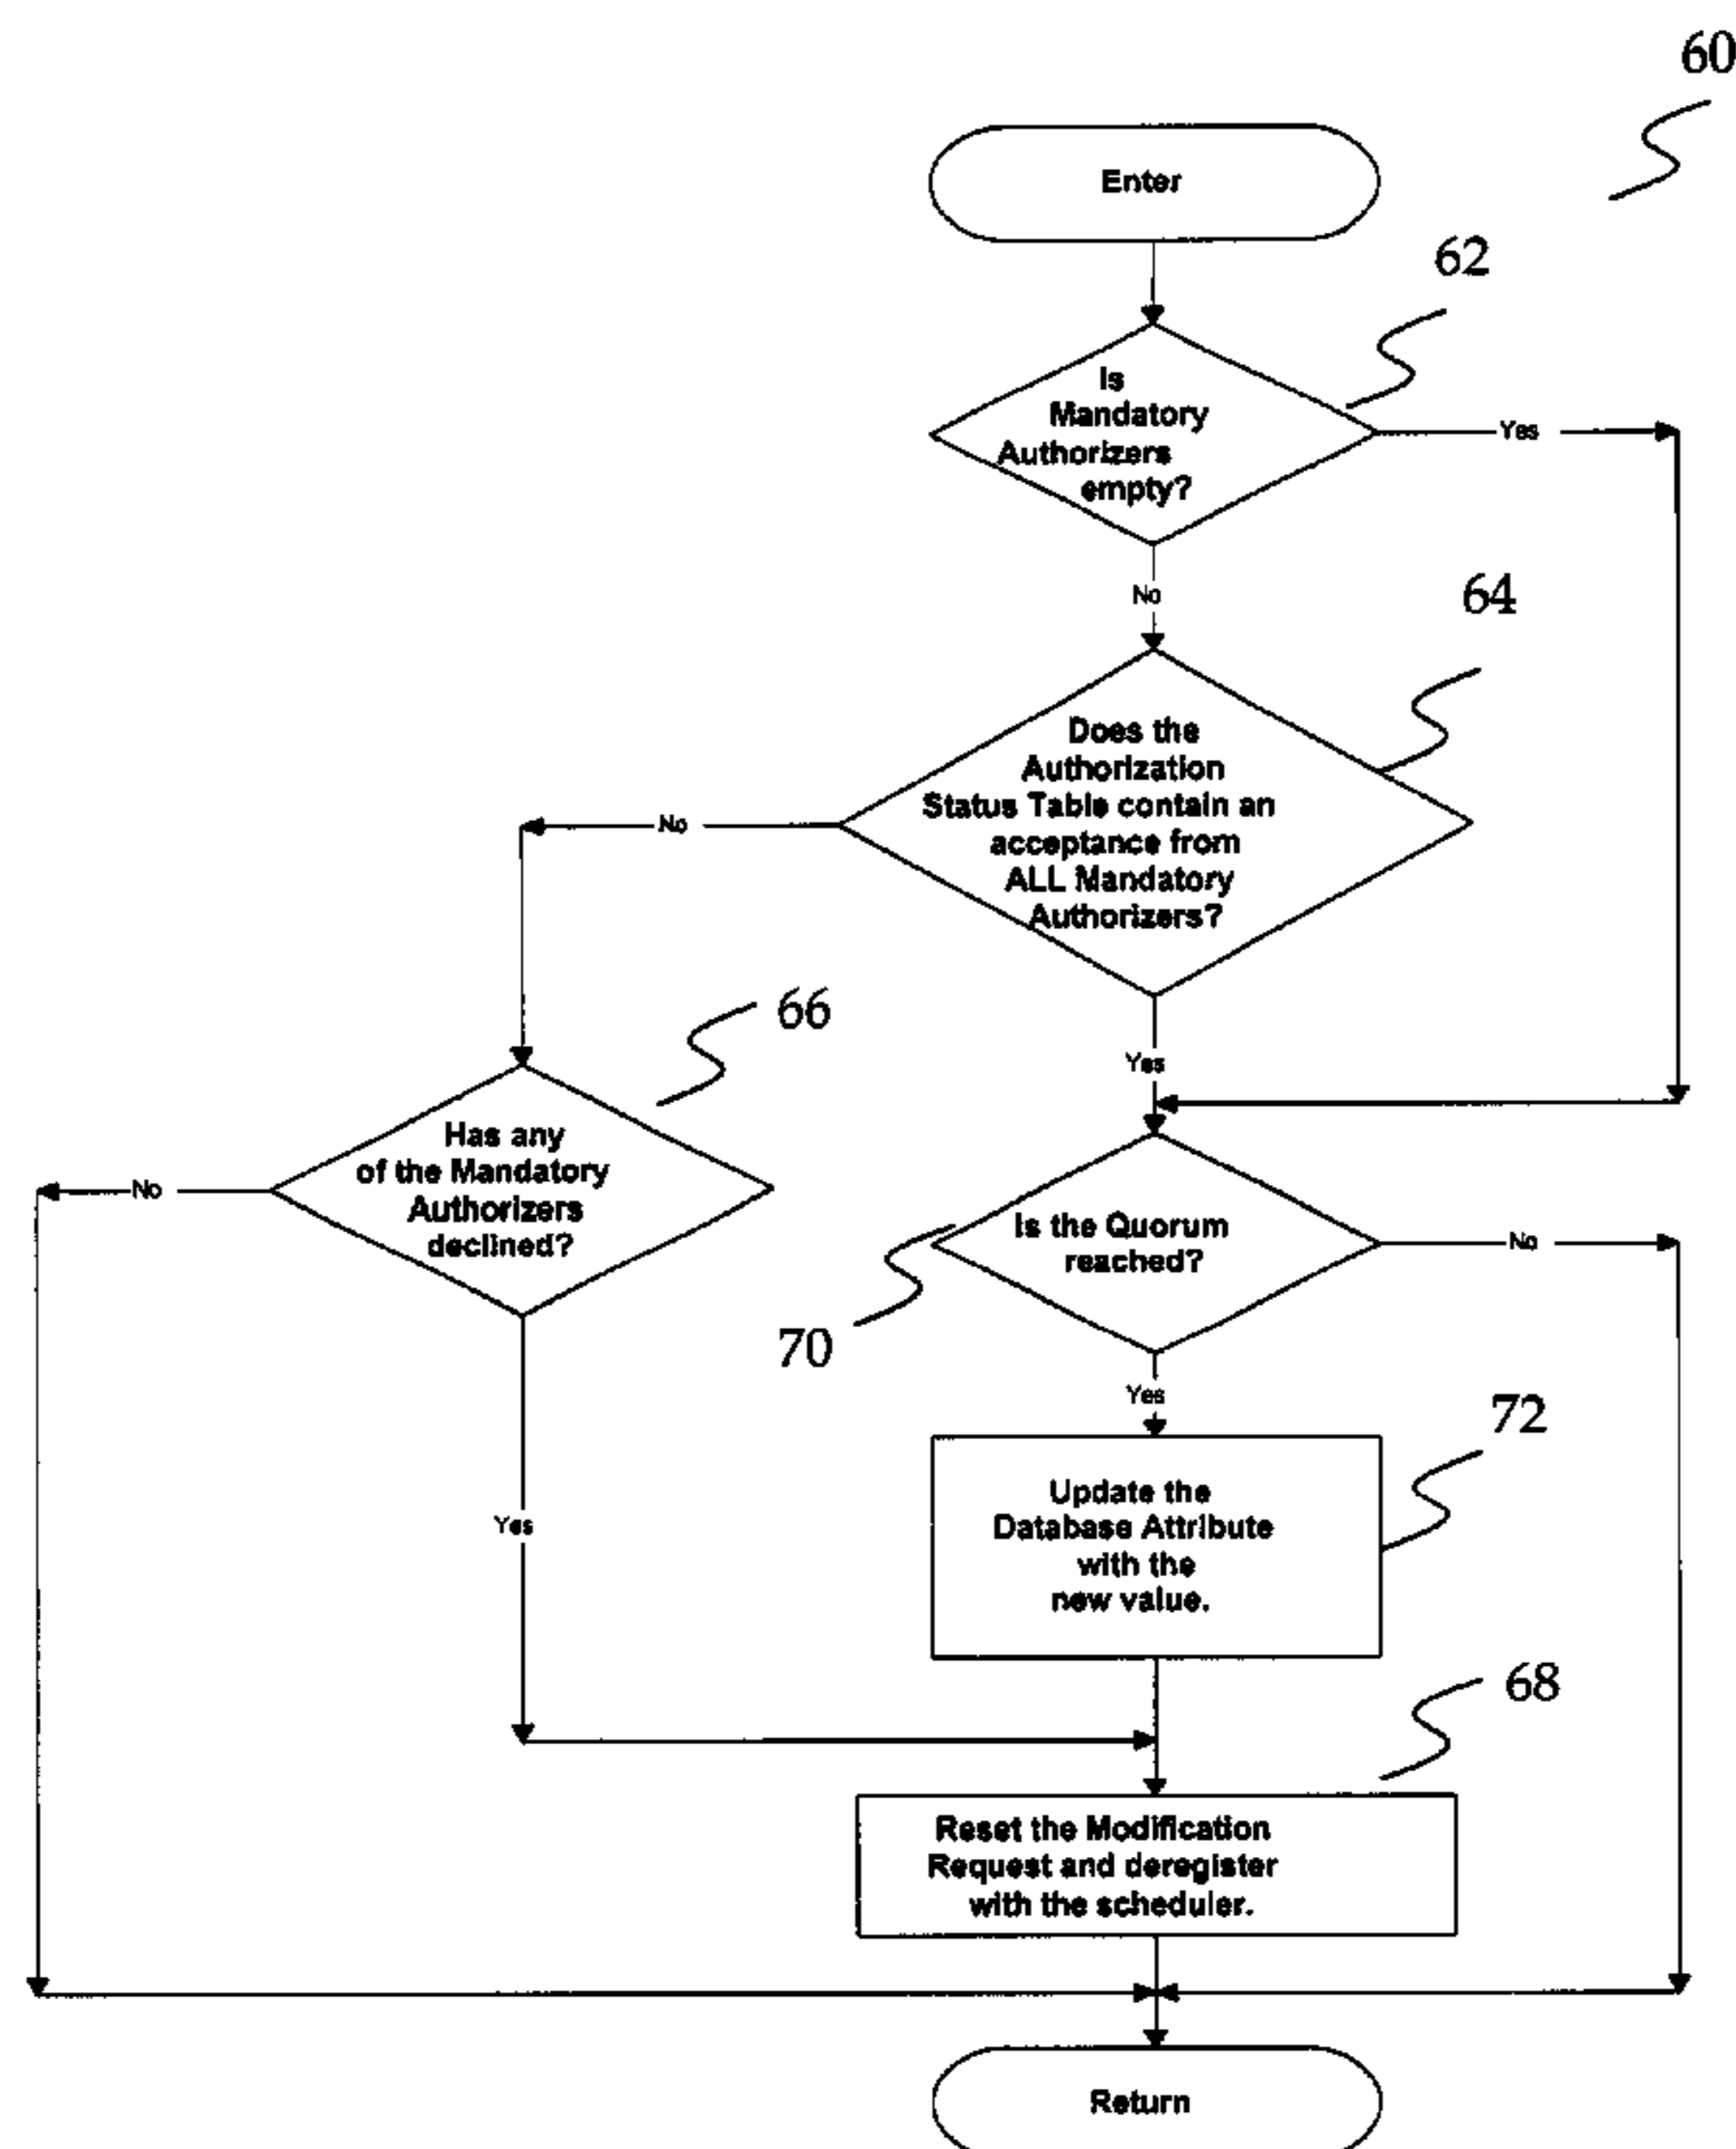 60
Enter
62
Is
Mandatory
Authorizers
empty?
Yes
No
64
Does the
Authorization
Status Table contain an
acceptance from
ALL Mandatory
Authorizers?
No
Yes
66
Has any
of the Mandatory
Authorizers
declined?
No
Yes
Is the Quorum
reached?
No
70
Yes
72
Update the
Database Attribute
with the
new value.
68
Reset the Modification
Request and deregister
with the scheduler.
Return